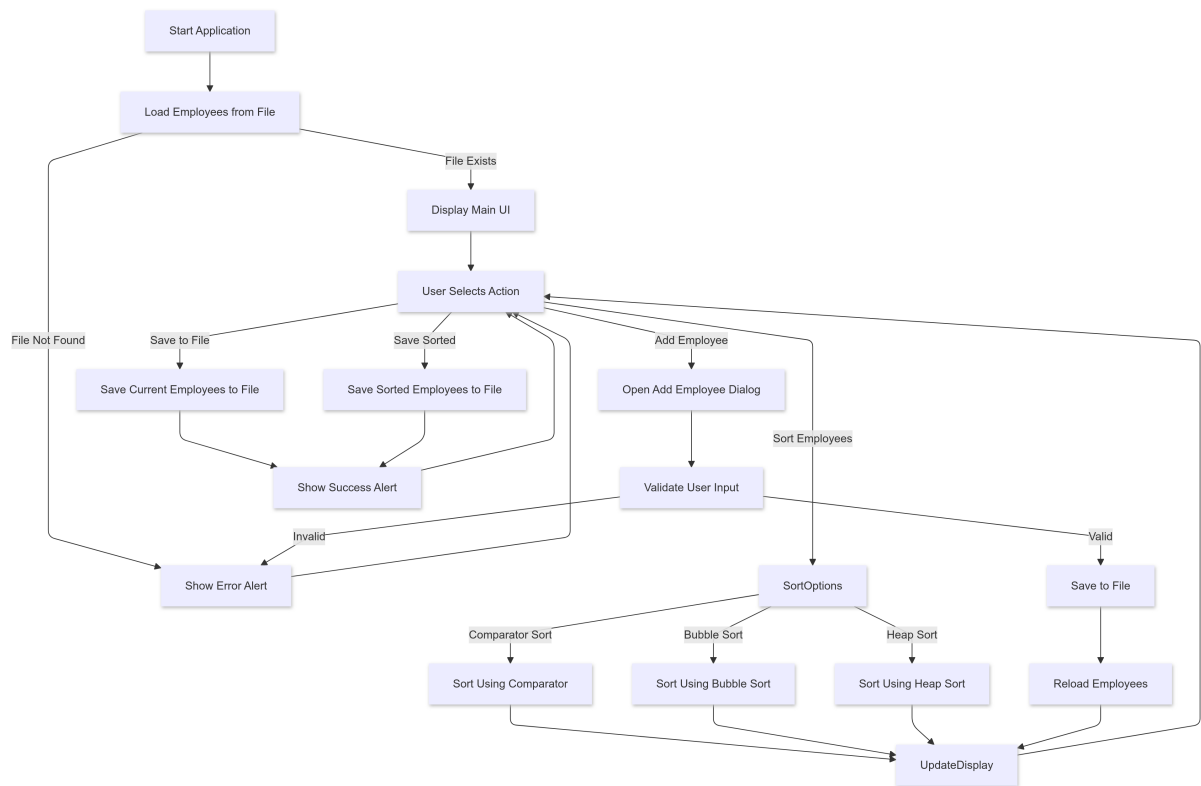 Start Application
Load Employees from File
File Exists
Display Main UI
User Selects Action
File Not Found
Save to File
Save Sorted
Add Employee
Save Current Employees to File
Save Sorted Employees to File
Open Add Employee Dialog
Sort Employees
Show Success Alert
Validate User Input
Invalid
Valid
Show Error Alert
SortOptions
Save to File
Comparator Sort
Bubble Sort
Heap Sort
Sort Using Comparator
Sort Using Bubble Sort
Sort Using Heap Sort
Reload Employees
UpdateDisplay